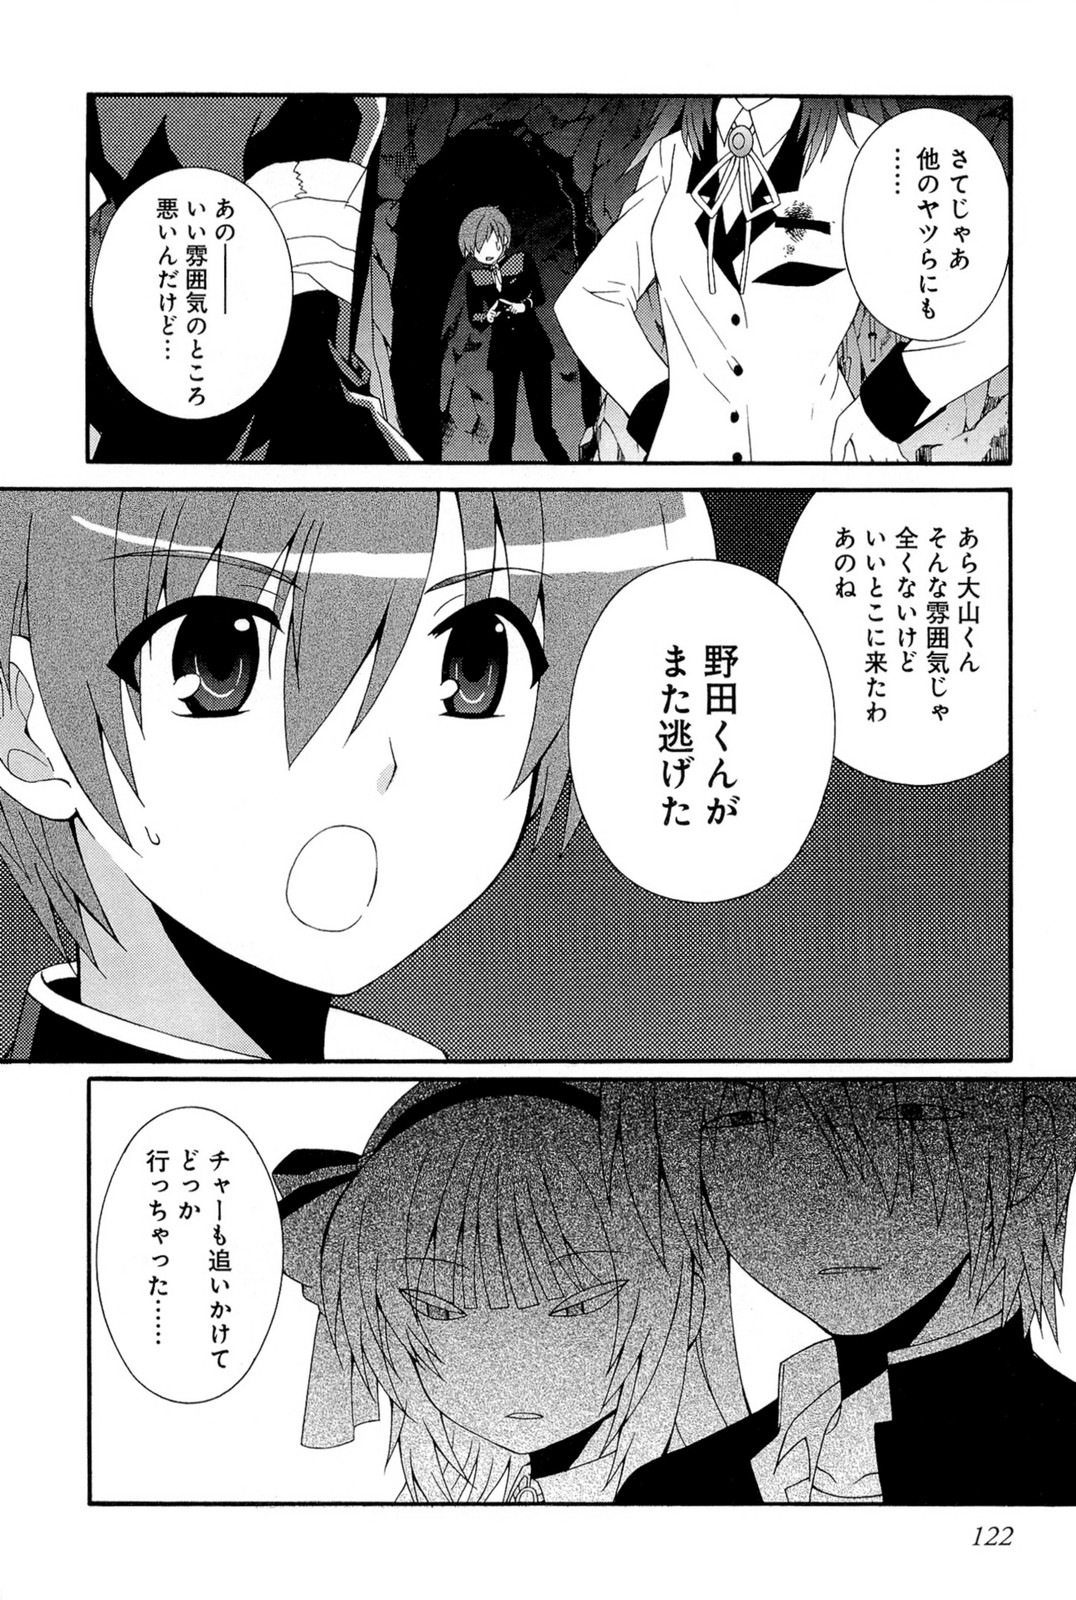 さてじゃあ
他のヤツらにも
……
あの――
いい雰囲気のところ
悪いんだけど…
あら大山くん
そんな雰囲気じゃ
全くないけど
いいとこに来たわ
あのね
野田くんが
また逃げた
チャーも追いかけて
どっか
行っちゃった……
122